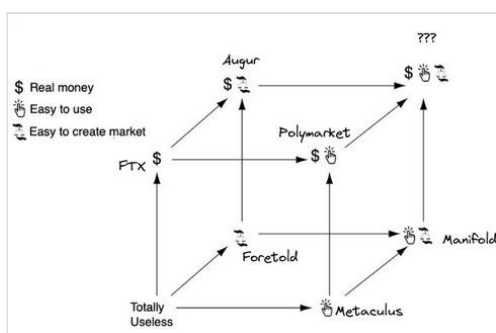 ???
Augur
$ Real money
$
$
Easy to use
Easy to create market
Polymarket
FTX $
$
Foretold
Manifold
Totally
Useless
Metaculus